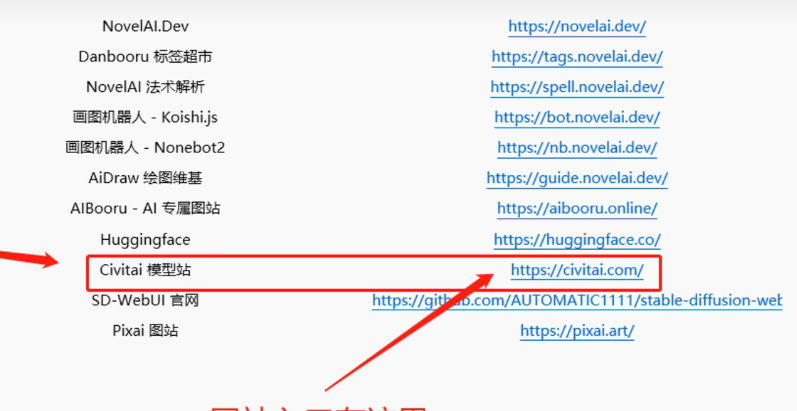 NovelAI.Dev https://novelai.dev/
Danbooru 标签超市 https://tags.novelai.dev/
NovelAI 法术解析 https://spell.novelai.dev/
画图机器人 - Koishi.js https://bot.novelai.dev/
画图机器人 - Nonebot2 https://nb.novelai.dev/
AiDraw 绘图维基 https://guide.novelai.dev/
AIBooru - AI 专属图站 https://aibooru.online/
Huggingface https://huggingface.co/
Civitai 模型站 https://civitai.com/
SD-WebUI 官网 https://github.com/AUTOMATIC1111/stable-diffusion-web
Pixai 图站 https://pixai.art/